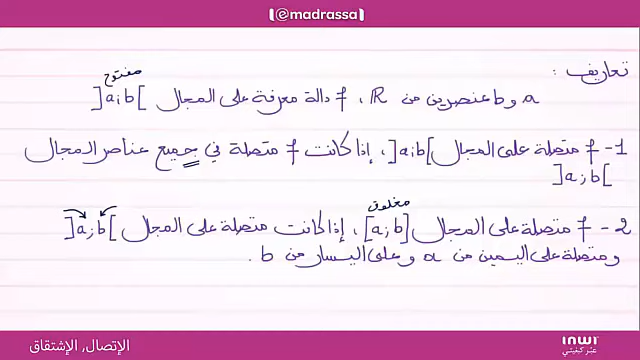 @madrassa
تعاريف :
مفتوح
a و b عنصرين من ℝ ، f دالة معرفة على المجال ]a;b[
1- f متصلة على المجال ]a;b[ ، إذا كانت f متصلة في جميع عناصر المجال
]a;b[
مغلوق
2- f متصلة على المجال [a;b] ، إذا كانت متصلة على المجال ]a;b[
ومتصلة على اليمين من a وعلى اليسار من b .
الإتصال, الإشتقاق
inwi
عبّر كيفبتي